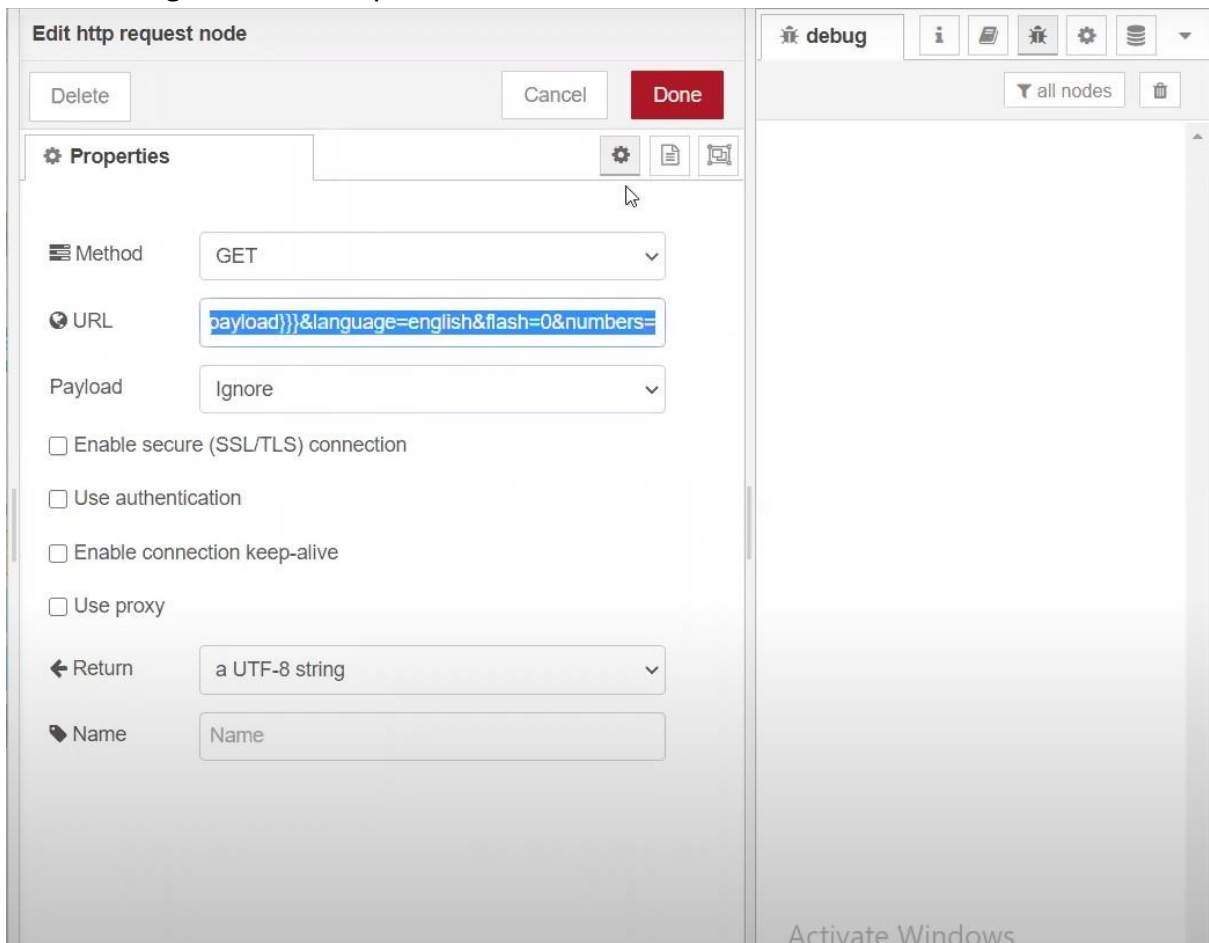 Edit http request node
debug
i
Delete
Cancel
Done
all nodes
Properties
Method
GET
URL
payload}}}&language=english&flash=0&numbers=
Payload
Ignore
Enable secure (SSL/TLS) connection
Use authentication
Enable connection keep-alive
Use proxy
Return
a UTF-8 string
Name
Name
Activate Windows